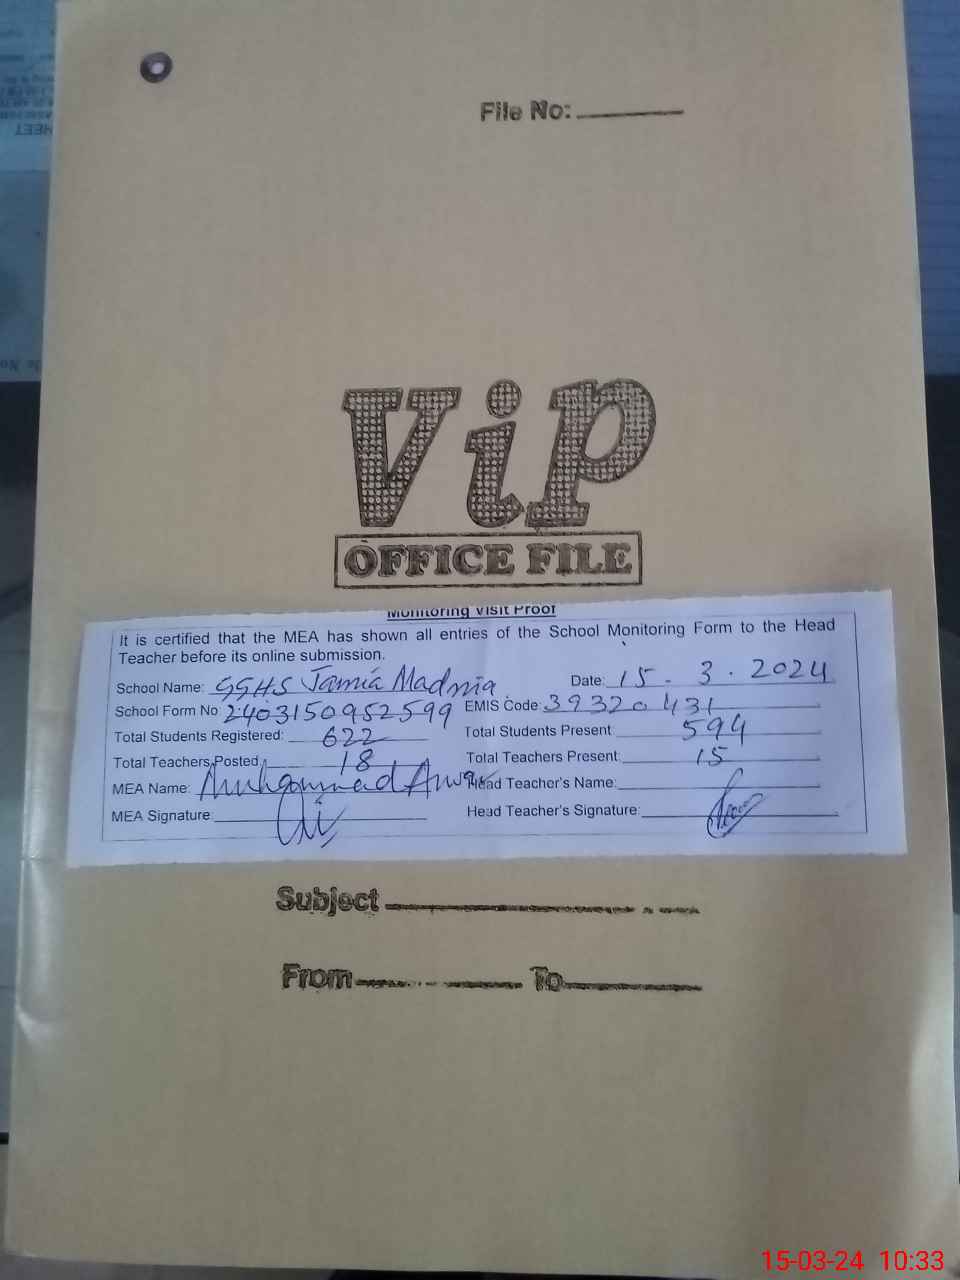 File No:
Vip
OFFICE FILE
Monitoring Visit Proof
It is certified that the MEA has shown all entries of the School Monitoring Form to the Head
Teacher before its online submission.
School Name: GGHS Jamia Madnia Date: 15 . 3 . 2024
School Form No: 2403150952599 EMIS Code: 39320431
Total Students Registered: 622 Total Students Present: 594
Total Teachers Posted: 18 Total Teachers Present: 15
MEA Name: Muhammad Anwar Head Teacher's Name:
MEA Signature: Head Teacher's Signature:
Subject
From To
15-03-24 10:33